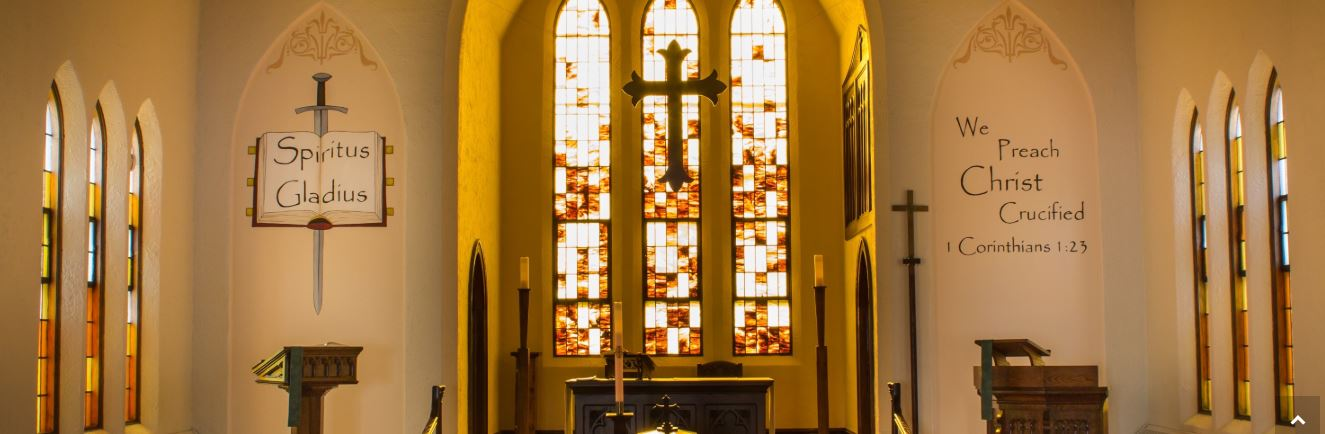 Spiritus
Gladius
We
Preach
Christ
Crucified
1 Corinthians 1:23